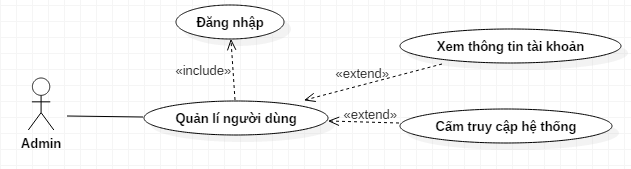 Đăng nhập
Xem thông tin tài khoản
«include»
«extend»
Quản lí người dùng
«extend»
Cấm truy cập hệ thống
Admin